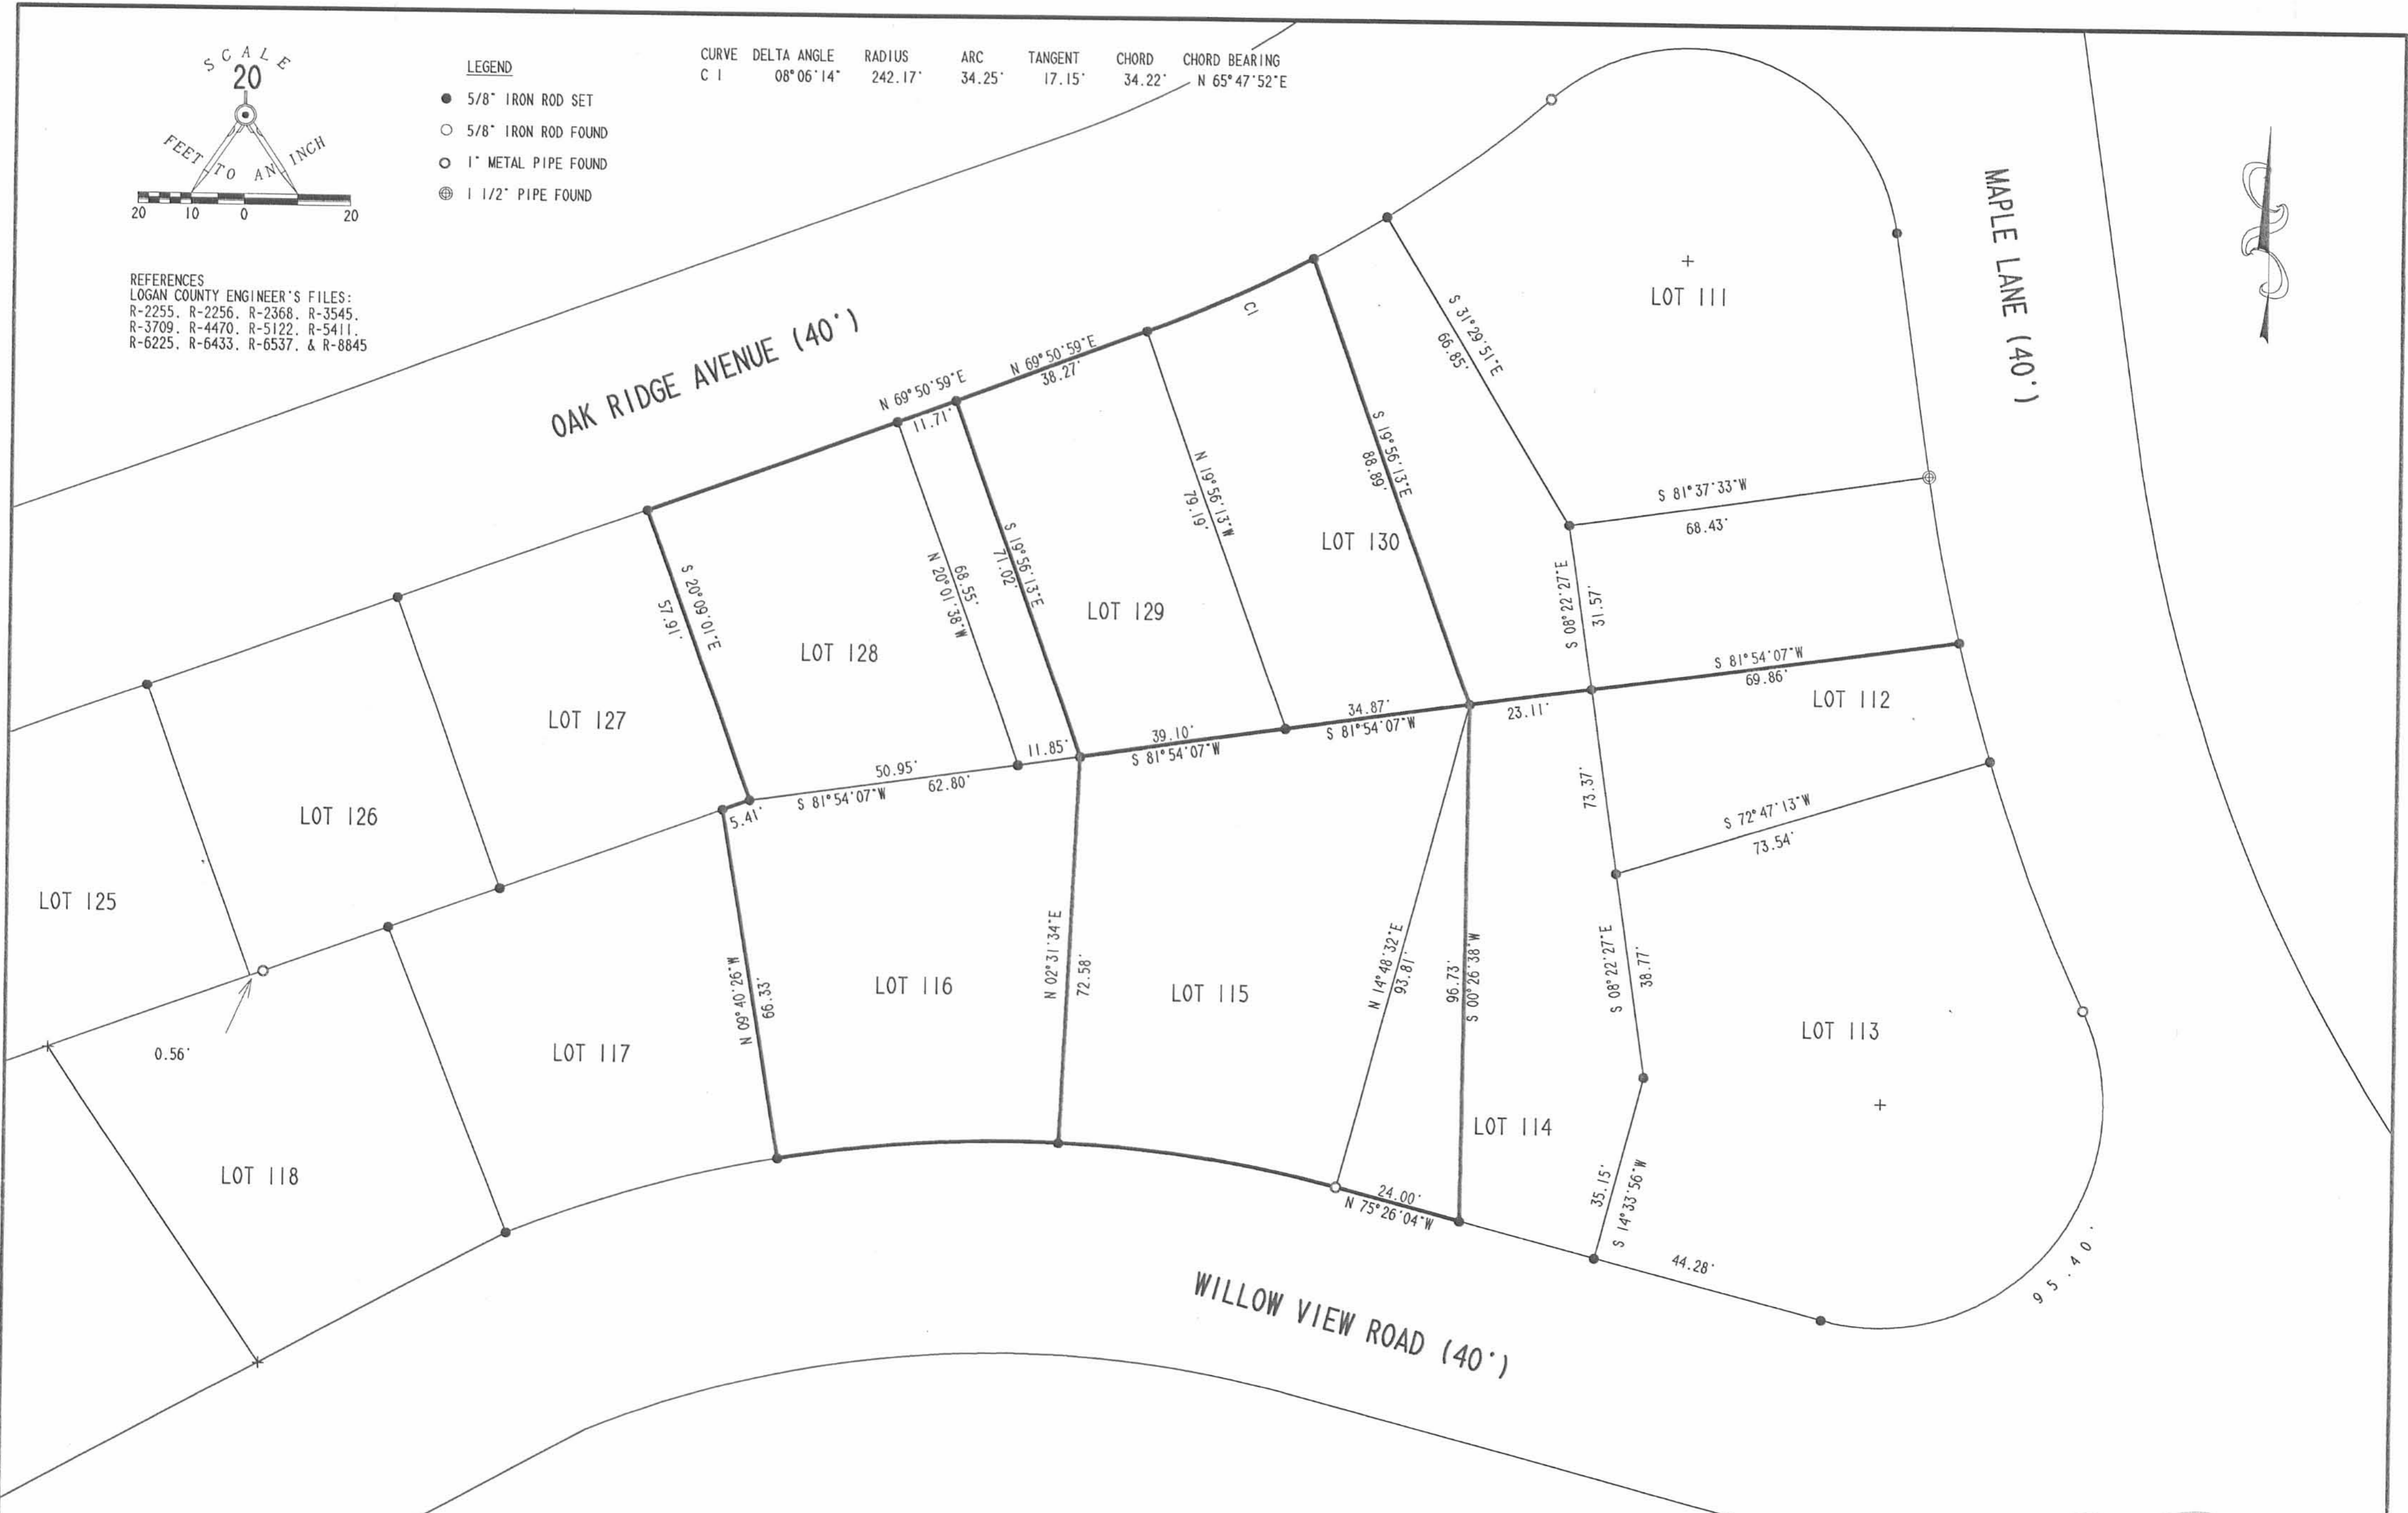 SCALE
20
FEET TO AN INCH
20 10 0 20
LEGEND
5/8" IRON ROD SET
5/8" IRON ROD FOUND
1" METAL PIPE FOUND
1 1/2" PIPE FOUND
CURVE DELTA ANGLE RADIUS ARC TANGENT CHORD CHORD BEARING
C 1 08°06'14" 242.17' 34.25' 17.15' 34.22' N 65°47'52"E
REFERENCES
LOGAN COUNTY ENGINEER'S FILES:
R-2255, R-2256, R-2368, R-3545,
R-3709, R-4470, R-5122, R-5411,
R-6225, R-6433, R-6537, & R-8845
OAK RIDGE AVENUE (40')
MAPLE LANE (40')
N 69°50'59"E
11.71'
N 69°50'59"E
38.27'
C1
S 31°29'51"E
66.85'
LOT 111
S 19°56'13"E
88.89'
N 19°56'13"W
79.19'
LOT 130
S 81°37'33"W
68.43'
S 20°09'01"E
57.91'
68.55'
N 20°01'38"W
S 19°56'13"E
71.02'
LOT 129
LOT 128
LOT 127
S 08°22'27"E
31.57'
S 81°54'07"W
69.86'
LOT 112
34.87'
S 81°54'07"W
23.11'
39.10'
S 81°54'07"W
11.85'
50.95'
62.80'
S 81°54'07"W
5.41'
73.37'
S 72°47'13"W
73.54'
LOT 126
LOT 125
0.56'
N 09°40'26"W
66.33'
LOT 116
N 02°31'34"E
72.58'
LOT 115
N 14°48'32"E
93.81'
96.73'
S 00°26'38"W
S 08°22'27"E
38.77'
LOT 113
LOT 117
LOT 118
LOT 114
35.15'
S 14°33'56"W
24.00'
N 75°26'04"W
44.28'
95.40'
WILLOW VIEW ROAD (40')